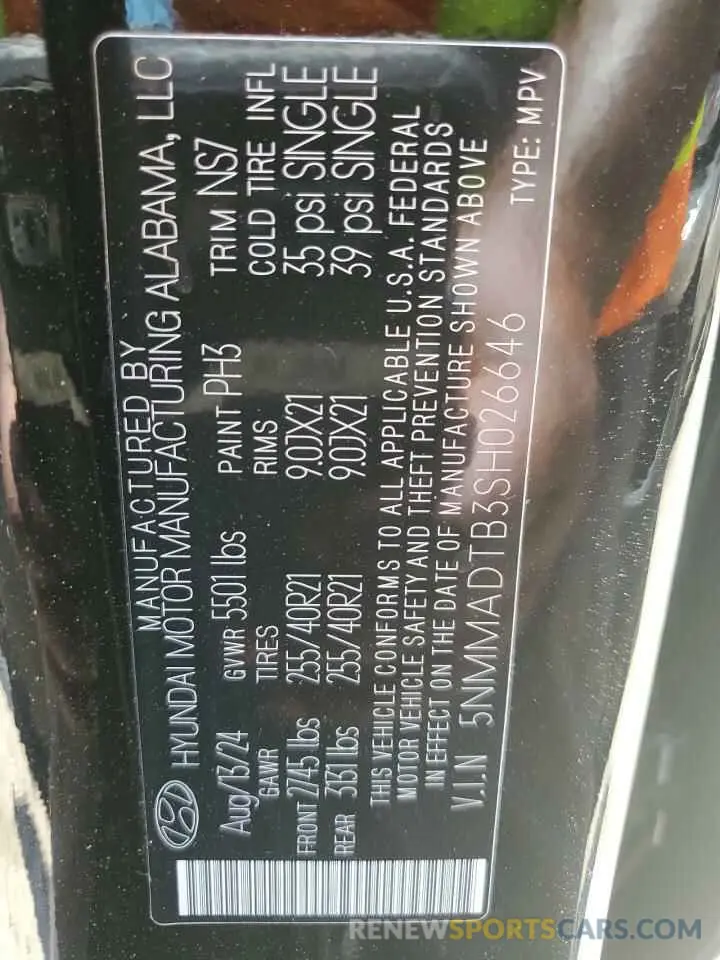 MANUFACTURED BY
HYUNDAI MOTOR MANUFACTURING ALABAMA, LLC
Aug/13/24 GVWR 5501 lbs PAINT PH3 TRIM NS7
GAWR TIRES RIMS COLD TIRE INFL
FRONT 2745 lbs 255/40R21 9.0JX21 35 psi SINGLE
REAR 3131 lbs 255/40R21 9.0JX21 39 psi SINGLE
THIS VEHICLE CONFORMS TO ALL APPLICABLE U.S.A. FEDERAL
MOTOR VEHICLE SAFETY AND THEFT PREVENTION STANDARDS
IN EFFECT ON THE DATE OF MANUFACTURE SHOWN ABOVE
V.I.N 5NMMADTB3SH026646 TYPE: MPV
RENEWSPORTSCARS.COM